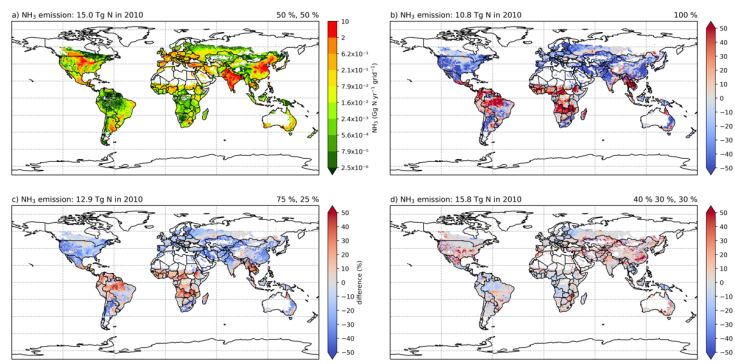 a) NH₃ emission: 15.0 Tg N in 2010 50 %, 50 %
10
2
6.2x10⁻¹
2.1x10⁻¹
7.9x10⁻²
1.6x10⁻²
2.4x10⁻³
5.6x10⁻⁴
7.9x10⁻⁵
2.5x10⁻⁶
NH₃ (Gg N yr⁻¹ grid⁻¹)
b) NH₃ emission: 10.8 Tg N in 2010 100 %
50
40
30
20
10
0
−10
−20
−30
−40
−50
c) NH₃ emission: 12.9 Tg N in 2010 75 %, 25 %
50
40
30
20
10
0
−10
−20
−30
−40
−50
difference (%)
d) NH₃ emission: 15.8 Tg N in 2010 40 % 30 %, 30 %
50
40
30
20
10
0
−10
−20
−30
−40
−50